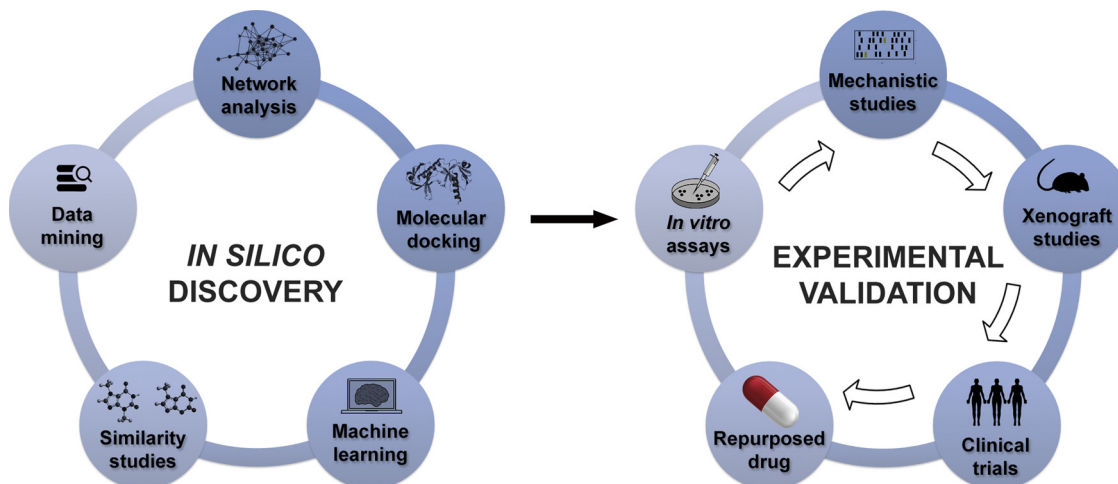 Network
analysis
Data
mining
Molecular
docking
IN SILICO
DISCOVERY
Similarity
studies
Machine
learning
Mechanistic
studies
In vitro
assays
Xenograft
studies
EXPERIMENTAL
VALIDATION
Repurposed
drug
Clinical
trials